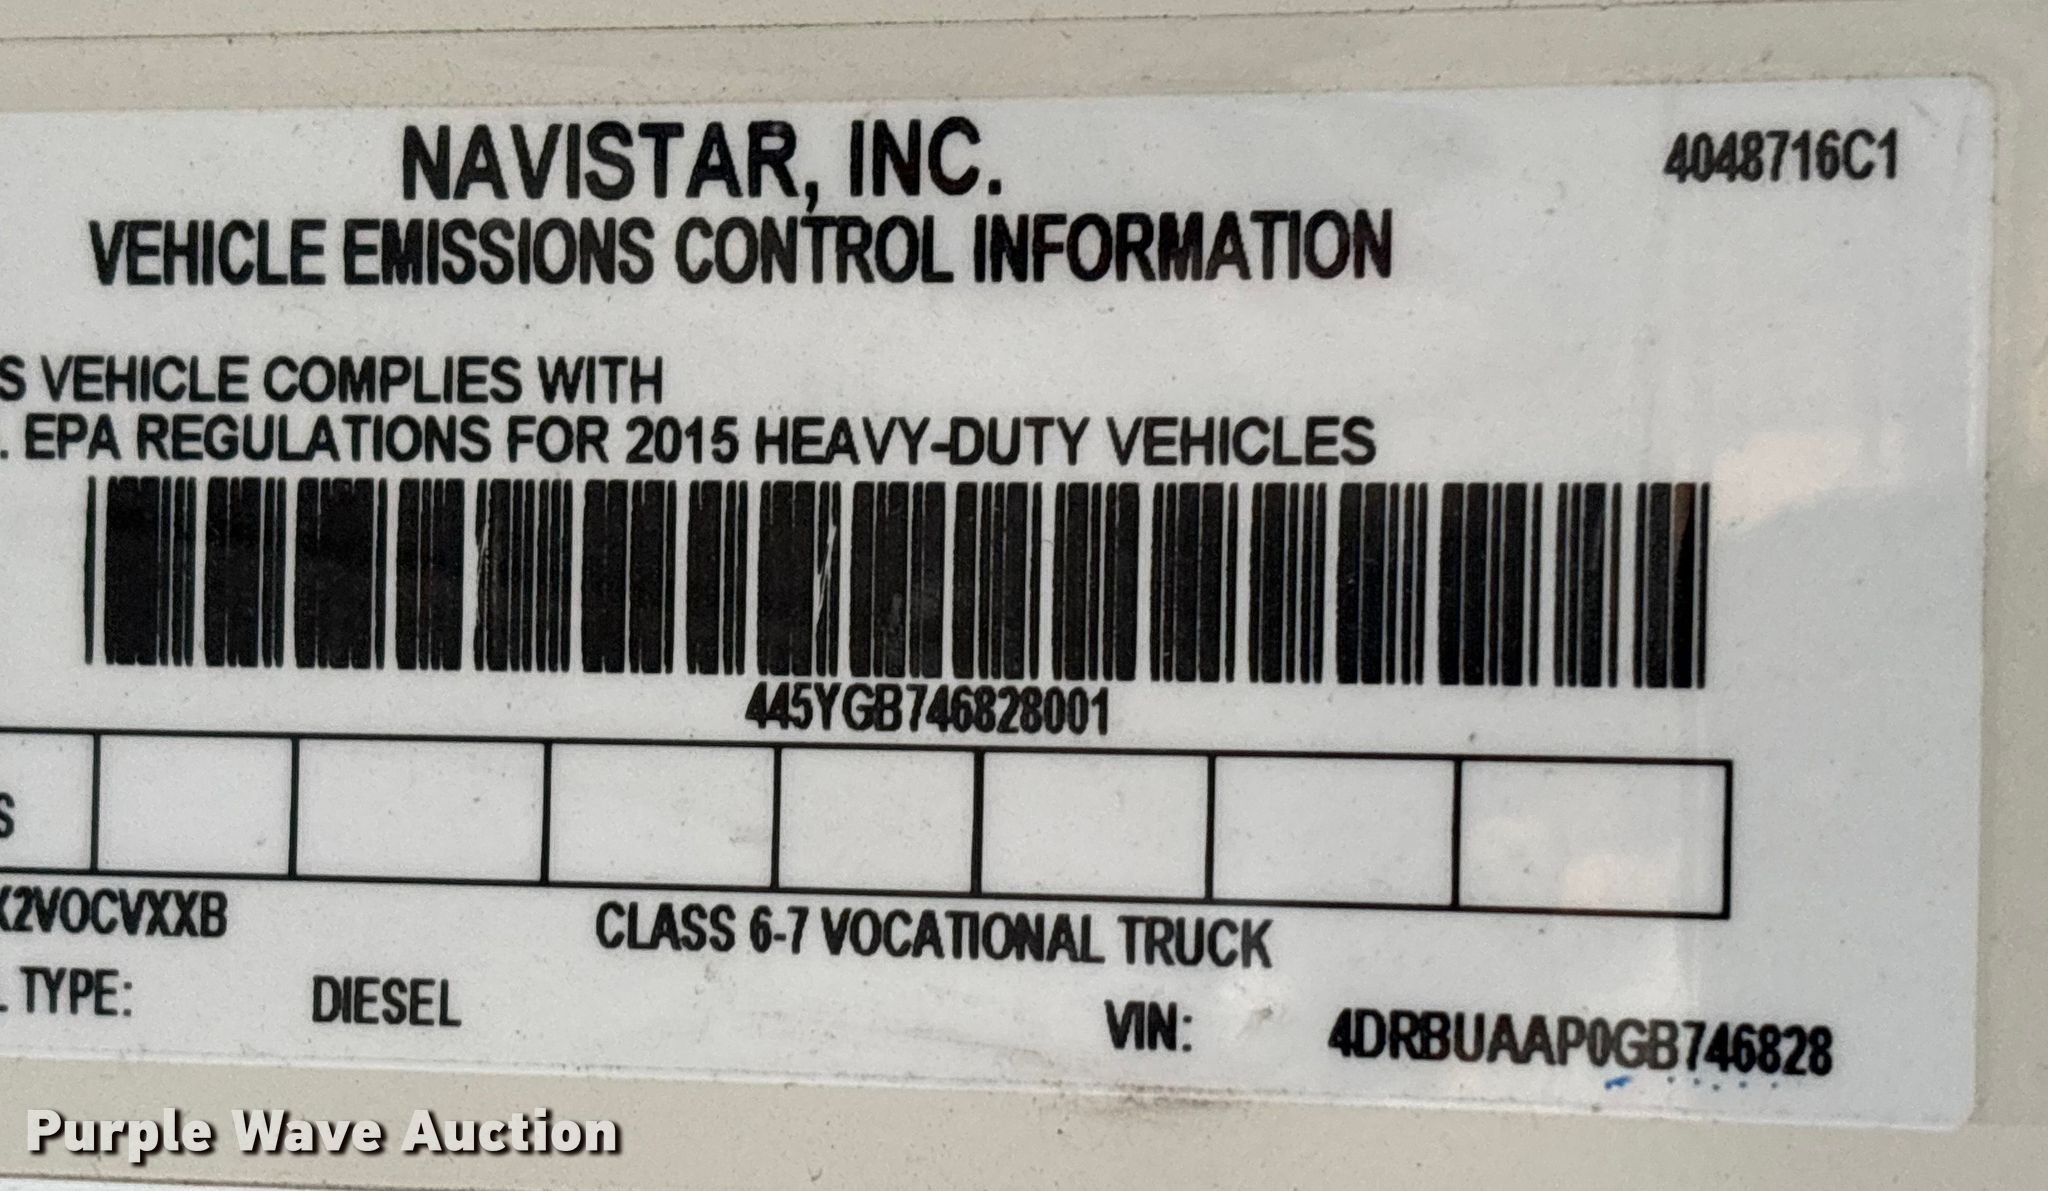 NAVISTAR, INC.
4048716C1
VEHICLE EMISSIONS CONTROL INFORMATION
S VEHICLE COMPLIES WITH
. EPA REGULATIONS FOR 2015 HEAVY-DUTY VEHICLES
445YGB746828001
S
X2VOCVXXB
CLASS 6-7 VOCATIONAL TRUCK
. TYPE: DIESEL
VIN: 4DRBUAAP0GB746828
Purple Wave Auction